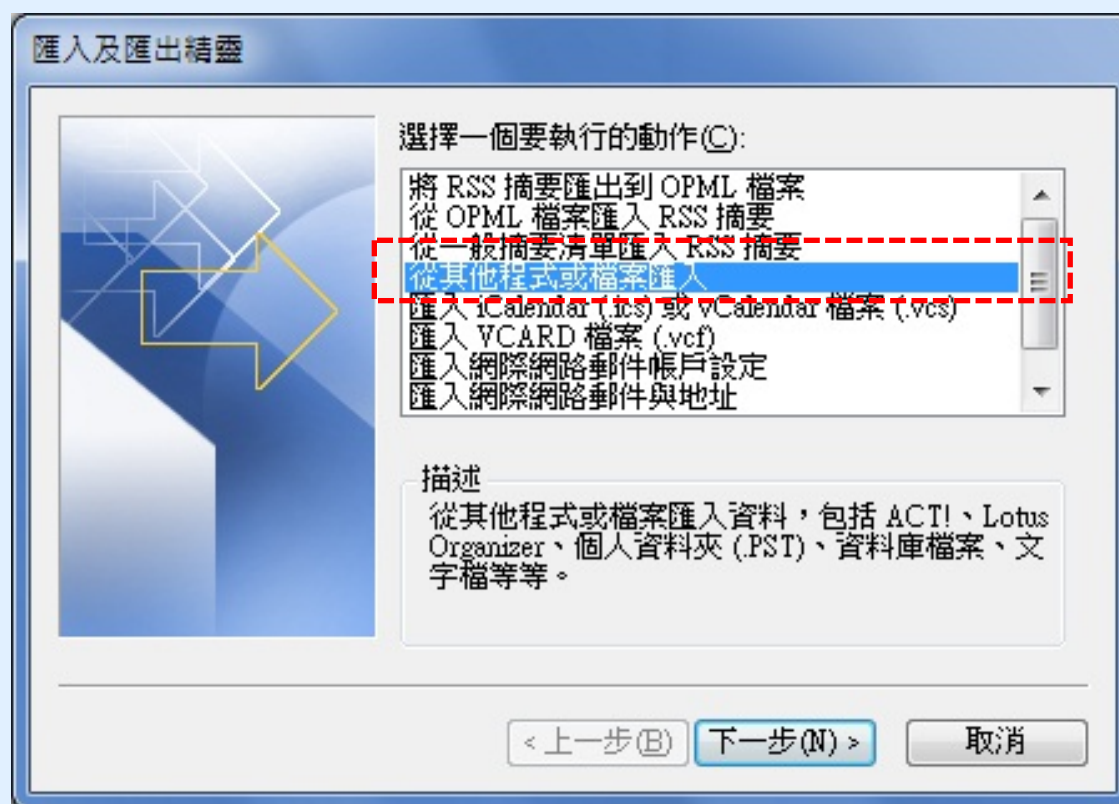 匯入及匯出精靈
選擇一個要執行的動作(C):
將 RSS 摘要匯出到 OPML 檔案
從 OPML 檔案匯入 RSS 摘要
從一般摘要清單匯入 RSS 摘要
從其他程式或檔案匯入
匯入 iCalendar (.ics) 或 vCalendar 檔案 (.vcs)
匯入 VCARD 檔案 (.vcf)
匯入網際網路郵件帳戶設定
匯入網際網路郵件與地址
描述
從其他程式或檔案匯入資料，包括 ACT!、Lotus
Organizer、個人資料夾 (.PST)、資料庫檔案、文
字檔等等。
< 上一步(B) 下一步(N) > 取消